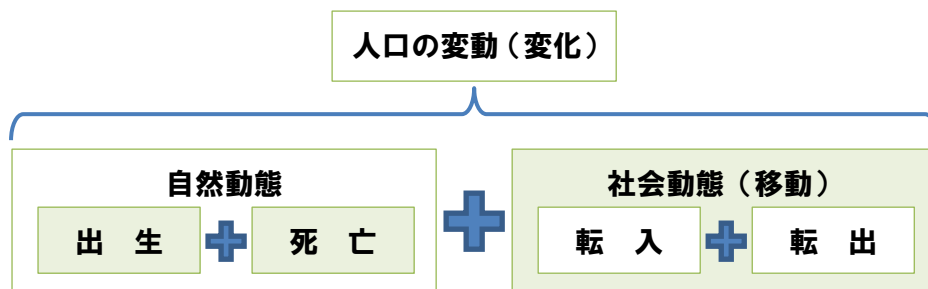 人口の変動（変化）
自然動態
社会動態（移動）
出　生
死　亡
転　入
転　出